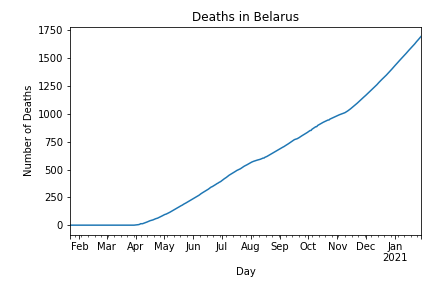 Deaths in Belarus
Number of Deaths
1750
1500
1250
1000
750
500
250
0
Feb Mar Apr May Jun Jul Aug Sep Oct Nov Dec Jan
2021
Day